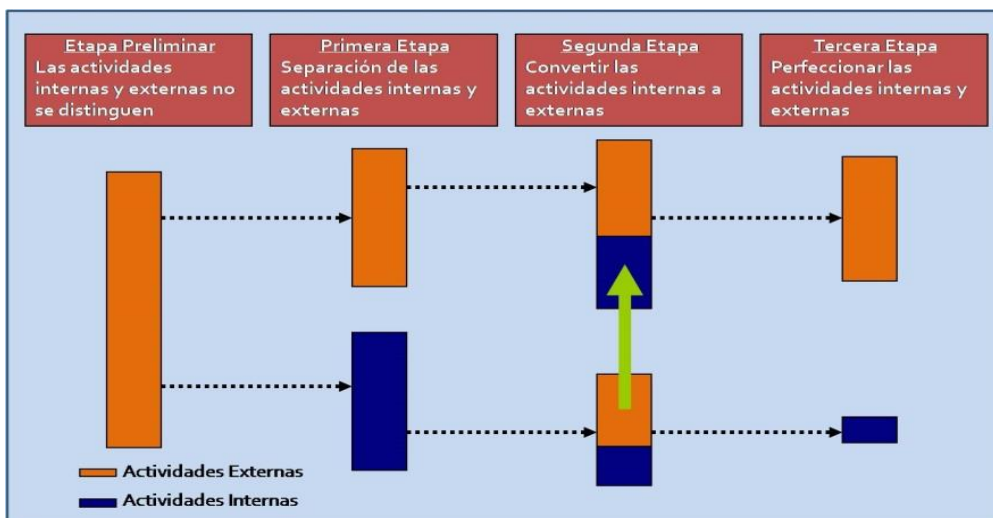 Etapa Preliminar
Las actividades
internas y externas no
se distinguen
Primera Etapa
Separación de las
actividades internas y
externas
Segunda Etapa
Convertir las
actividades internas a
externas
Tercera Etapa
Perfeccionar las
actividades internas y
externas
Actividades Externas
Actividades Internas